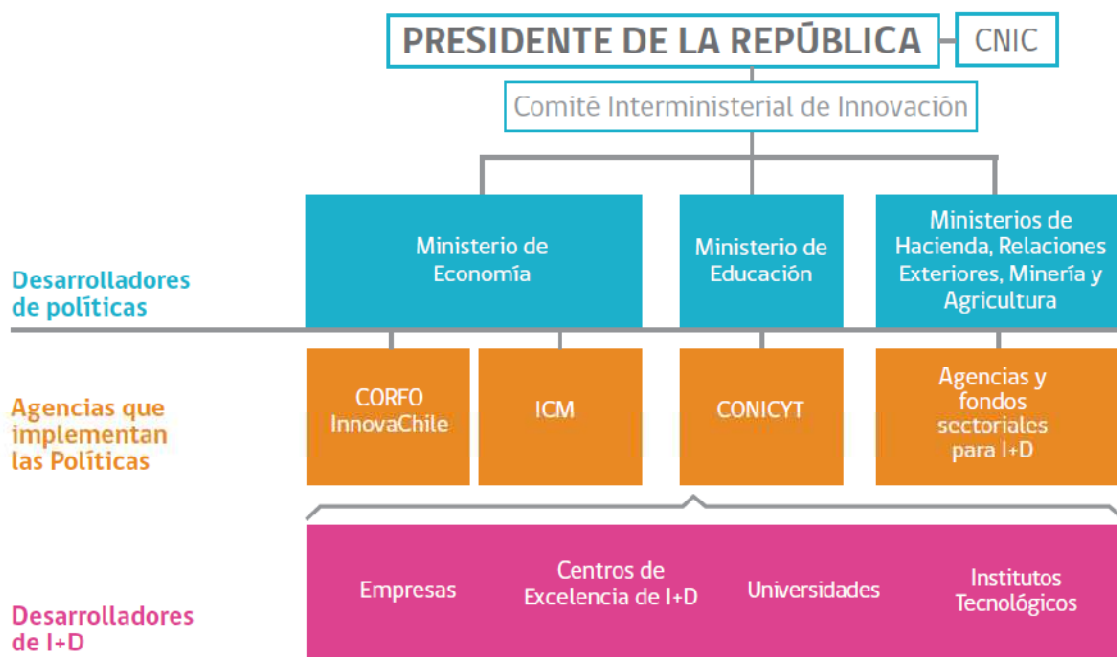 PRESIDENTE DE LA REPÚBLICA
CNIC
Comité Interministerial de Innovación
Desarrolladores
de políticas
Ministerio de
Economía
Ministerio de
Educación
Ministerios de
Hacienda, Relaciones
Exteriores, Minería y
Agricultura
Agencias que
implementan
las Políticas
CORFO
InnovaChile
ICM
CONICYT
Agencias y
fondos
sectoriales
para I+D
Desarrolladores
de I+D
Empresas
Centros de
Excelencia de I+D
Universidades
Institutos
Tecnológicos